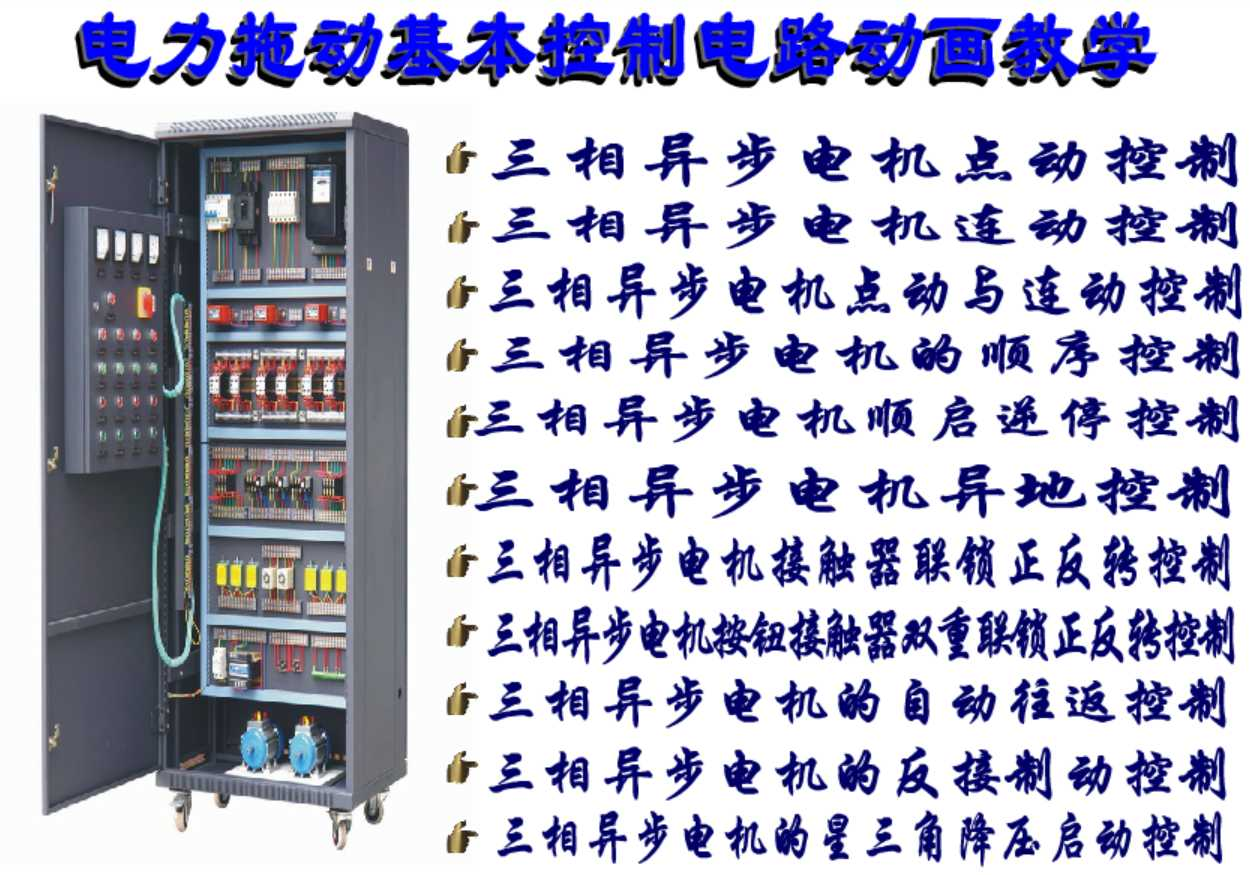 电力拖动基本控制电路动画教学
三相异步电机点动控制
三相异步电机连动控制
三相异步电机点动与连动控制
三相异步电机的顺序控制
三相异步电机顺启逆停控制
三相异步电机异地控制
三相异步电机接触器联锁正反转控制
三相异步电机按钮接触器双重联锁正反转控制
三相异步电机的自动往返控制
三相异步电机的反接制动控制
三相异步电机的星三角降压启动控制